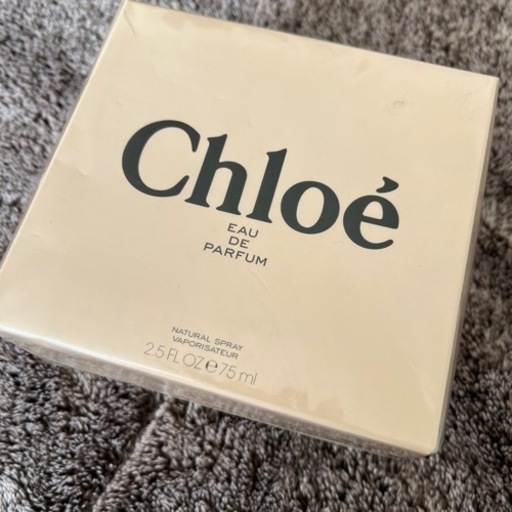 Chloé
EAU
DE
PARFUM
NATURAL SPRAY
VAPORISATEUR
2.5 FL OZ ℮ 75 ml